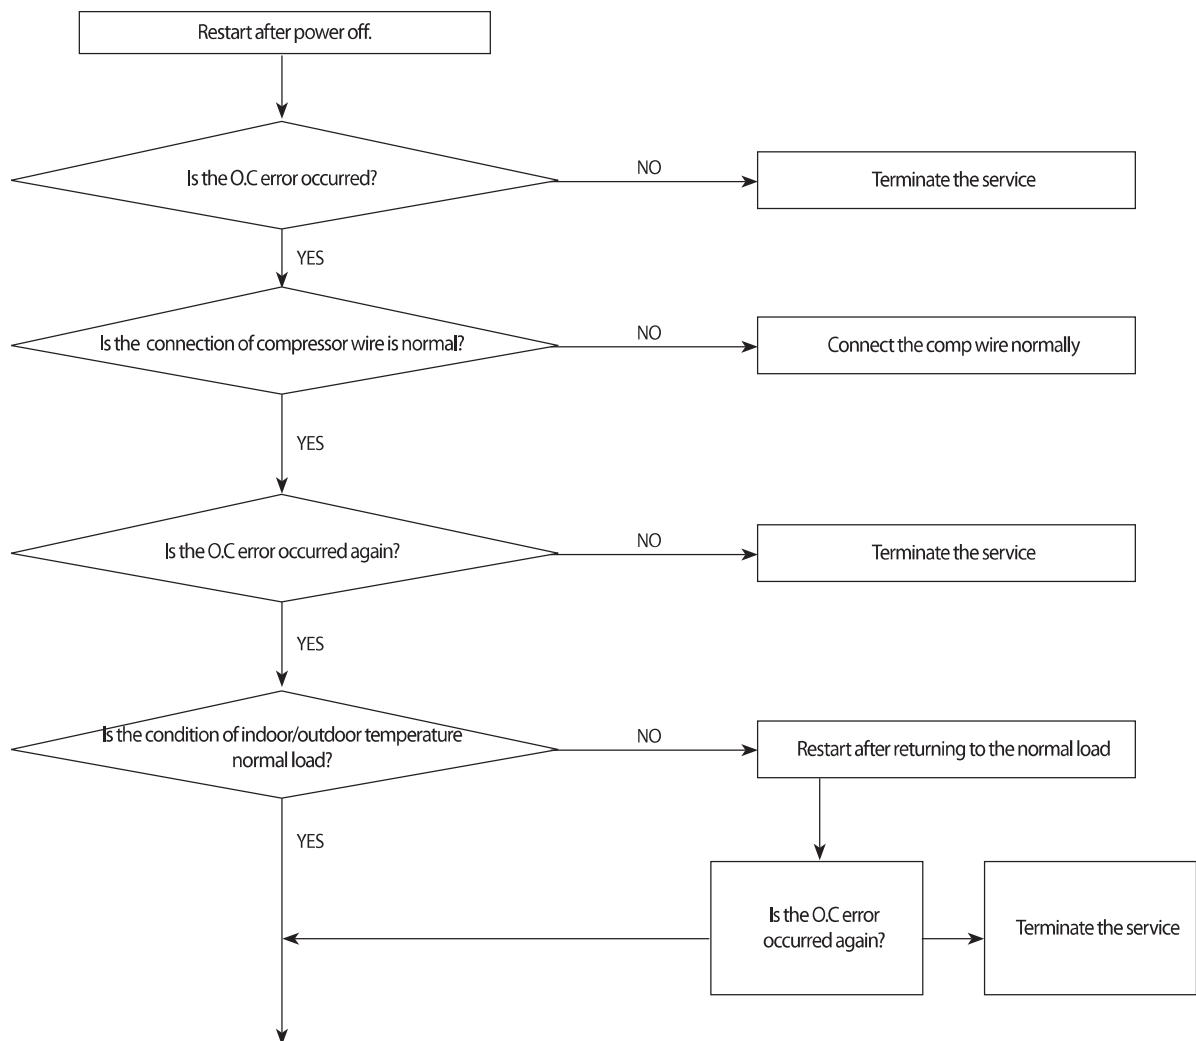 Restart after power off.
Is the O.C error occurred?
NO
Terminate the service
YES
Is the connection of compressor wire is normal?
NO
Connect the comp wire normally
YES
Is the O.C error occurred again?
NO
Terminate the service
YES
Is the condition of indoor/outdoor temperature
normal load?
NO
Restart after returning to the normal load
YES
Is the O.C error
occurred again?
Terminate the service